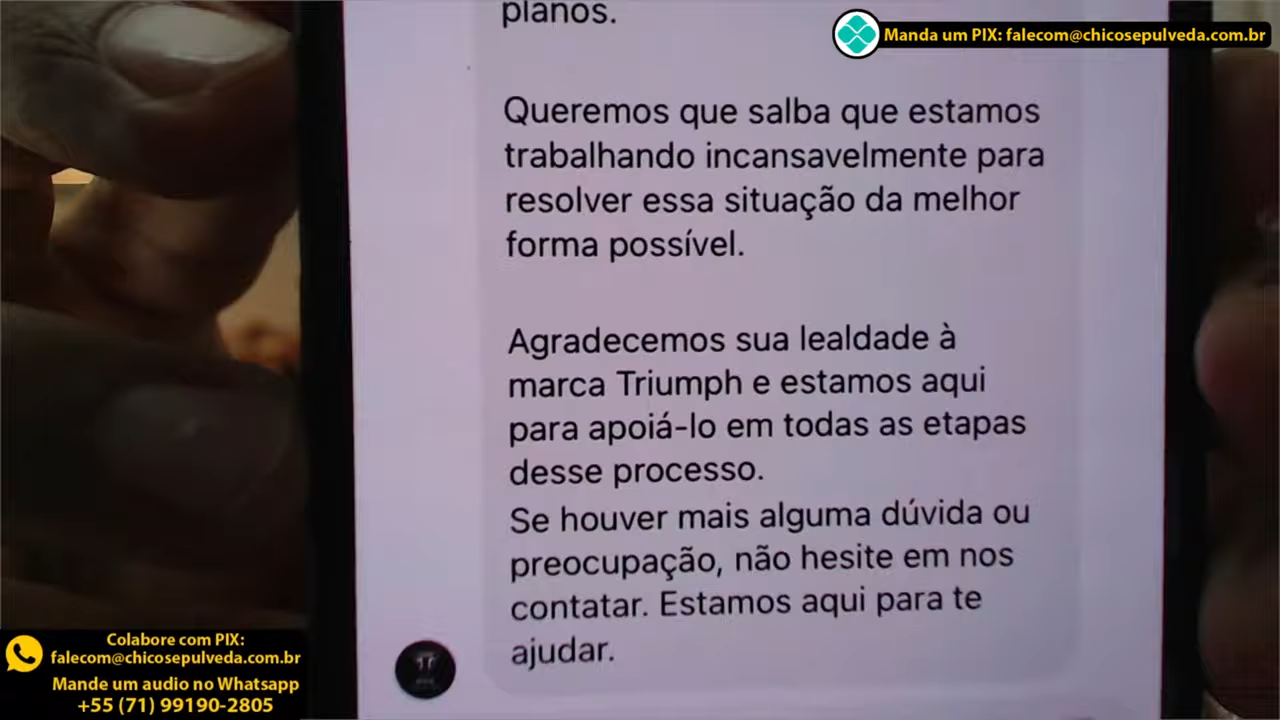 planos.
Manda um PIX: falecom@chicosepulveda.com.br
Queremos que salba que estamos
trabalhando incansavelmente para
resolver essa situação da melhor
forma possível.
Agradecemos sua lealdade à
marca Triumph e estamos aqui
para apoiá-lo em todas as etapas
desse processo.
Se houver mais alguma dúvida ou
preocupação, não hesite em nos
contatar. Estamos aqui para te
ajudar.
Colabore com PIX:
falecom@chicosepulveda.com.br
Mande um audio no Whatsapp
+55 (71) 99190-2805